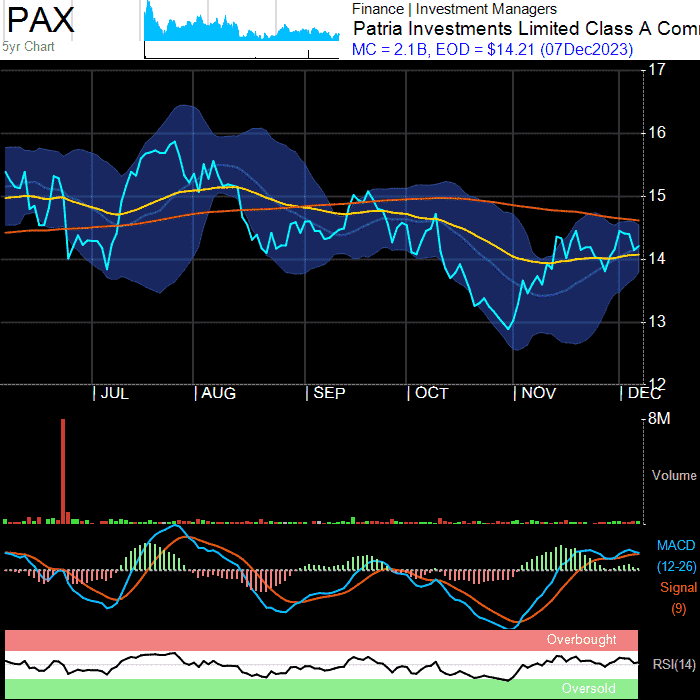 PAX
5yr Chart
Finance | Investment Managers
Patria Investments Limited Class A Com
MC = 2.1B, EOD = $14.21 (07Dec2023)
17
16
15
14
13
12
JUL AUG SEP OCT NOV DEC
8M
Volume
MACD
(12-26)
Signal
(9)
Overbought
RSI(14)
Oversold